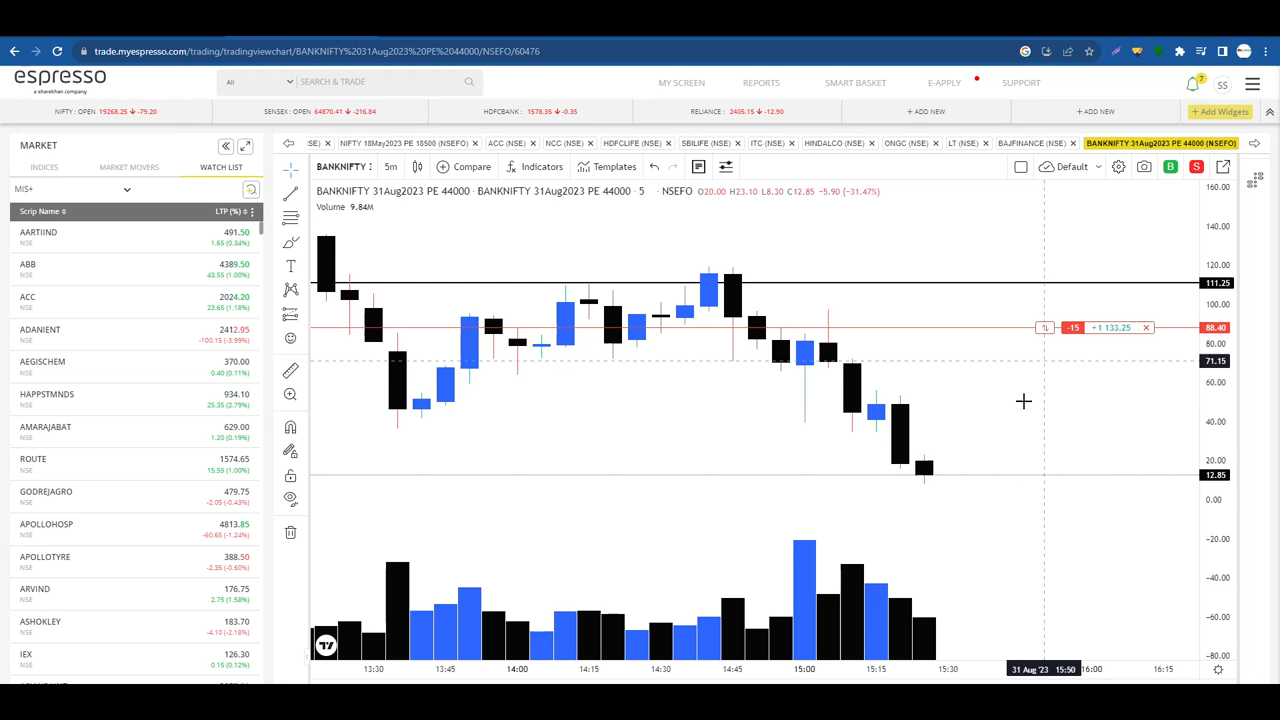 trade.myespresso.com/trading/tradingviewchart/BANKNIFTY%2031Aug2023%20PE%2044000/NSEFO/60476
espresso
a sharekhan company
All
SEARCH & TRADE
MY SCREEN
REPORTS
SMART BASKET
E-APPLY
SUPPORT
7
SS
NIFTY : OPEN 19268.25 -79.20
SENSEX : OPEN 64870.41 -216.84
HDFCBANK : 1578.35 -0.35
RELIANCE : 2405.15 -12.90
+ ADD NEW
+ ADD NEW
+ Add Widgets
MARKET
INDICES
MARKET MOVERS
WATCH LIST
MIS+
Scrip Name
LTP (%)
AARTIIND 491.50
NSE 1.65 (0.34%)
ABB 4389.50
NSE 43.55 (1.00%)
ACC 2024.20
NSE 23.65 (1.18%)
ADANIENT 2412.95
NSE -100.15 (-3.99%)
AEGISCHEM 370.00
NSE 0.40 (0.11%)
HAPPSTMNDS 934.10
NSE 25.35 (2.79%)
AMARAJABAT 629.00
NSE 1.20 (0.19%)
ROUTE 1574.65
NSE 15.55 (1.00%)
GODREJAGRO 479.75
NSE -2.05 (-0.43%)
APOLLOHOSP 4813.85
NSE -60.65 (-1.24%)
APOLLOTYRE 388.50
NSE -2.35 (-0.60%)
ARVIND 176.75
NSE 2.75 (1.58%)
ASHOKLEY 183.70
NSE -4.10 (-2.18%)
IEX 126.30
NSE 0.15 (0.12%)
SE)
NIFTY 18May2023 PE 18500 (NSEFO)
ACC (NSE)
NCC (NSE)
HDFCLIFE (NSE)
SBILIFE (NSE)
ITC (NSE)
HINDALCO (NSE)
ONGC (NSE)
LT (NSE)
BAJFINANCE (NSE)
BANKNIFTY 31Aug2023 PE 44000 (NSEFO)
BANKNIFTY
5m
Compare
Indicators
Templates
Default
B
S
BANKNIFTY 31Aug2023 PE 44000 · BANKNIFTY 31Aug2023 PE 44000 · 5 NSEFO O20.00 H23.10 L8.30 C12.85 -5.90 (-31.47%)
Volume 9.84M
160.00
140.00
120.00
111.25
100.00
-15
+1 133.25
88.40
80.00
71.15
60.00
40.00
20.00
12.85
0.00
-20.00
-40.00
-60.00
-80.00
13:30
13:45
14:00
14:15
14:30
14:45
15:00
15:15
15:30
31 Aug '23 15:50
16:00
16:15